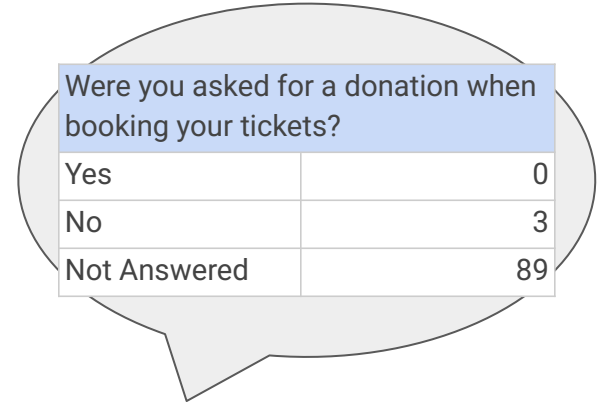 Were you asked for a donation when
booking your tickets?
Yes 0
No 3
Not Answered 89